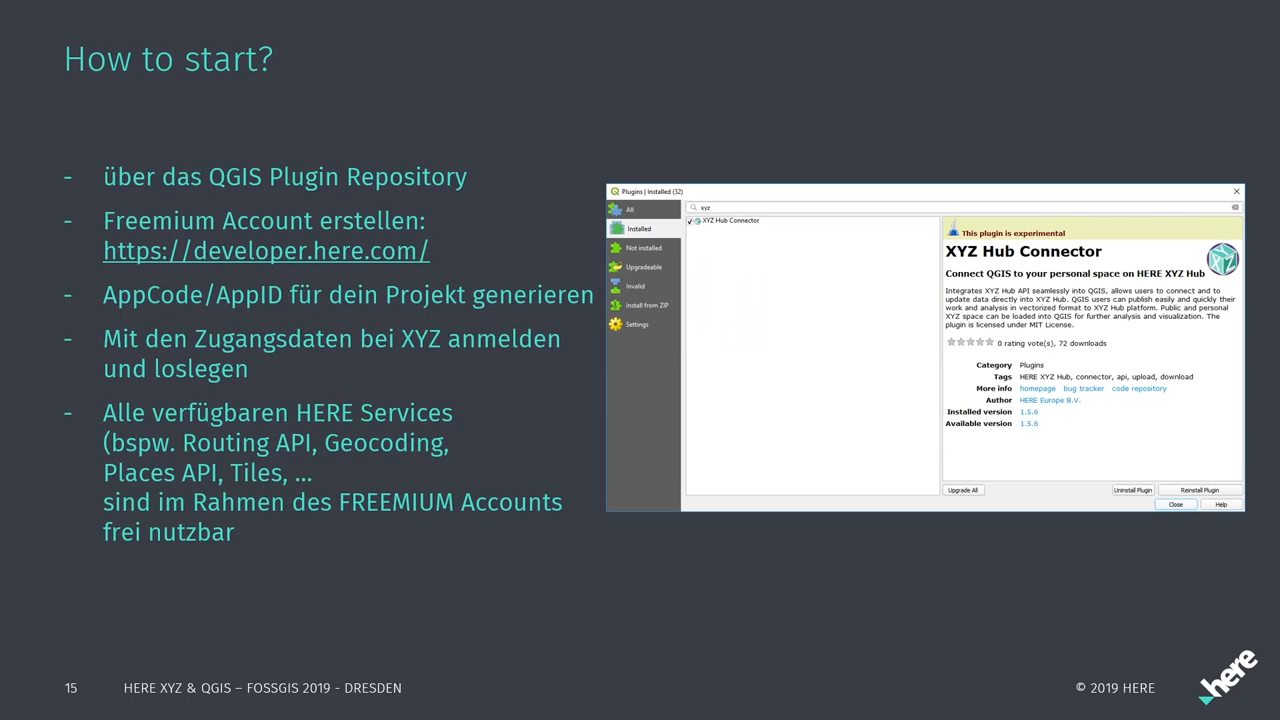 How to start?
- über das QGIS Plugin Repository
- Freemium Account erstellen:
https://developer.here.com/
- AppCode/AppID für dein Projekt generieren
- Mit den Zugangsdaten bei XYZ anmelden
und loslegen
- Alle verfügbaren HERE Services
(bspw. Routing API, Geocoding,
Places API, Tiles, ...
sind im Rahmen des FREEMIUM Accounts
frei nutzbar
Plugins | Installed (32)
All
Installed
Not installed
Upgradeable
Invalid
Install from ZIP
Settings
xyz
XYZ Hub Connector
This plugin is experimental
XYZ Hub Connector
Connect QGIS to your personal space on HERE XYZ Hub
Integrates XYZ Hub API seamlessly into QGIS, allows users to connect and to
update data directly into XYZ Hub. QGIS users can publish easily and quickly their
work and analysis in vectorized format to XYZ Hub platform. Public and personal
XYZ space can be loaded into QGIS for further analysis and visualization. The
plugin is licensed under MIT License.
0 rating vote(s), 72 downloads
Category Plugins
Tags HERE XYZ Hub, connector, api, upload, download
More info homepage bug tracker code repository
Author HERE Europe B.V.
Installed version 1.5.6
Available version 1.5.6
Upgrade All Uninstall Plugin Reinstall Plugin
Close Help
15 HERE XYZ & QGIS – FOSSGIS 2019 - DRESDEN
© 2019 HERE
here